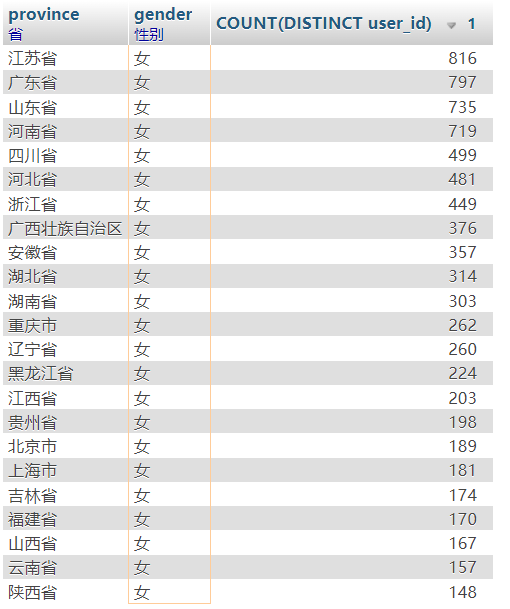 province gender COUNT(DISTINCT user_id) 1
省 性别
江苏省 女 816
广东省 女 797
山东省 女 735
河南省 女 719
四川省 女 499
河北省 女 481
浙江省 女 449
广西壮族自治区 女 376
安徽省 女 357
湖北省 女 314
湖南省 女 303
重庆市 女 262
辽宁省 女 260
黑龙江省 女 224
江西省 女 203
贵州省 女 198
北京市 女 189
上海市 女 181
吉林省 女 174
福建省 女 170
山西省 女 167
云南省 女 157
陕西省 女 148